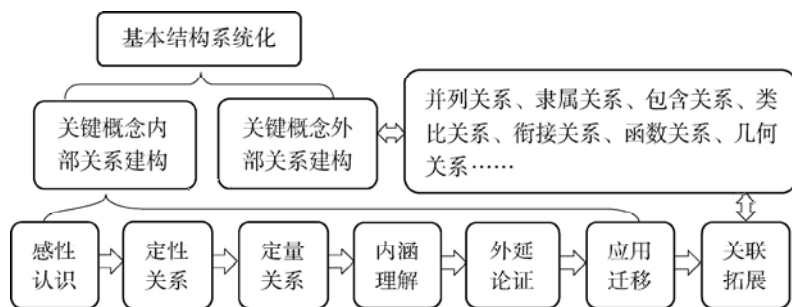 基本结构系统化
关键概念内
部关系建构
关键概念外
部关系建构
并列关系、隶属关系、包含关系、类
比关系、衔接关系、函数关系、几何
关系……
感性
认识
定性
关系
定量
关系
内涵
理解
外延
论证
应用
迁移
关联
拓展